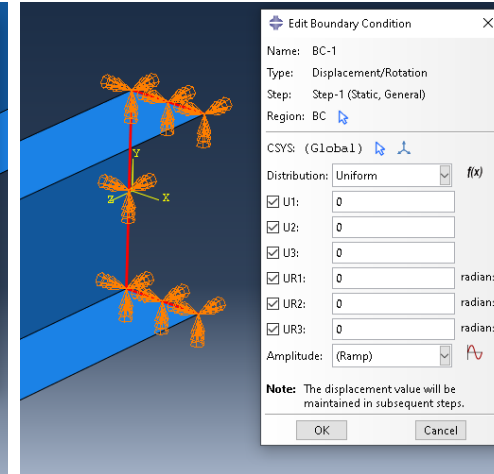 Edit Boundary Condition
Name: BC-1
Type: Displacement/Rotation
Step: Step-1 (Static, General)
Region: BC
CSYS: (Global)
Distribution: Uniform f(x)
U1: 0
U2: 0
U3: 0
UR1: 0 radians
UR2: 0 radians
UR3: 0 radians
Amplitude: (Ramp)
Note: The displacement value will be
maintained in subsequent steps.
OK Cancel
Y
Z X